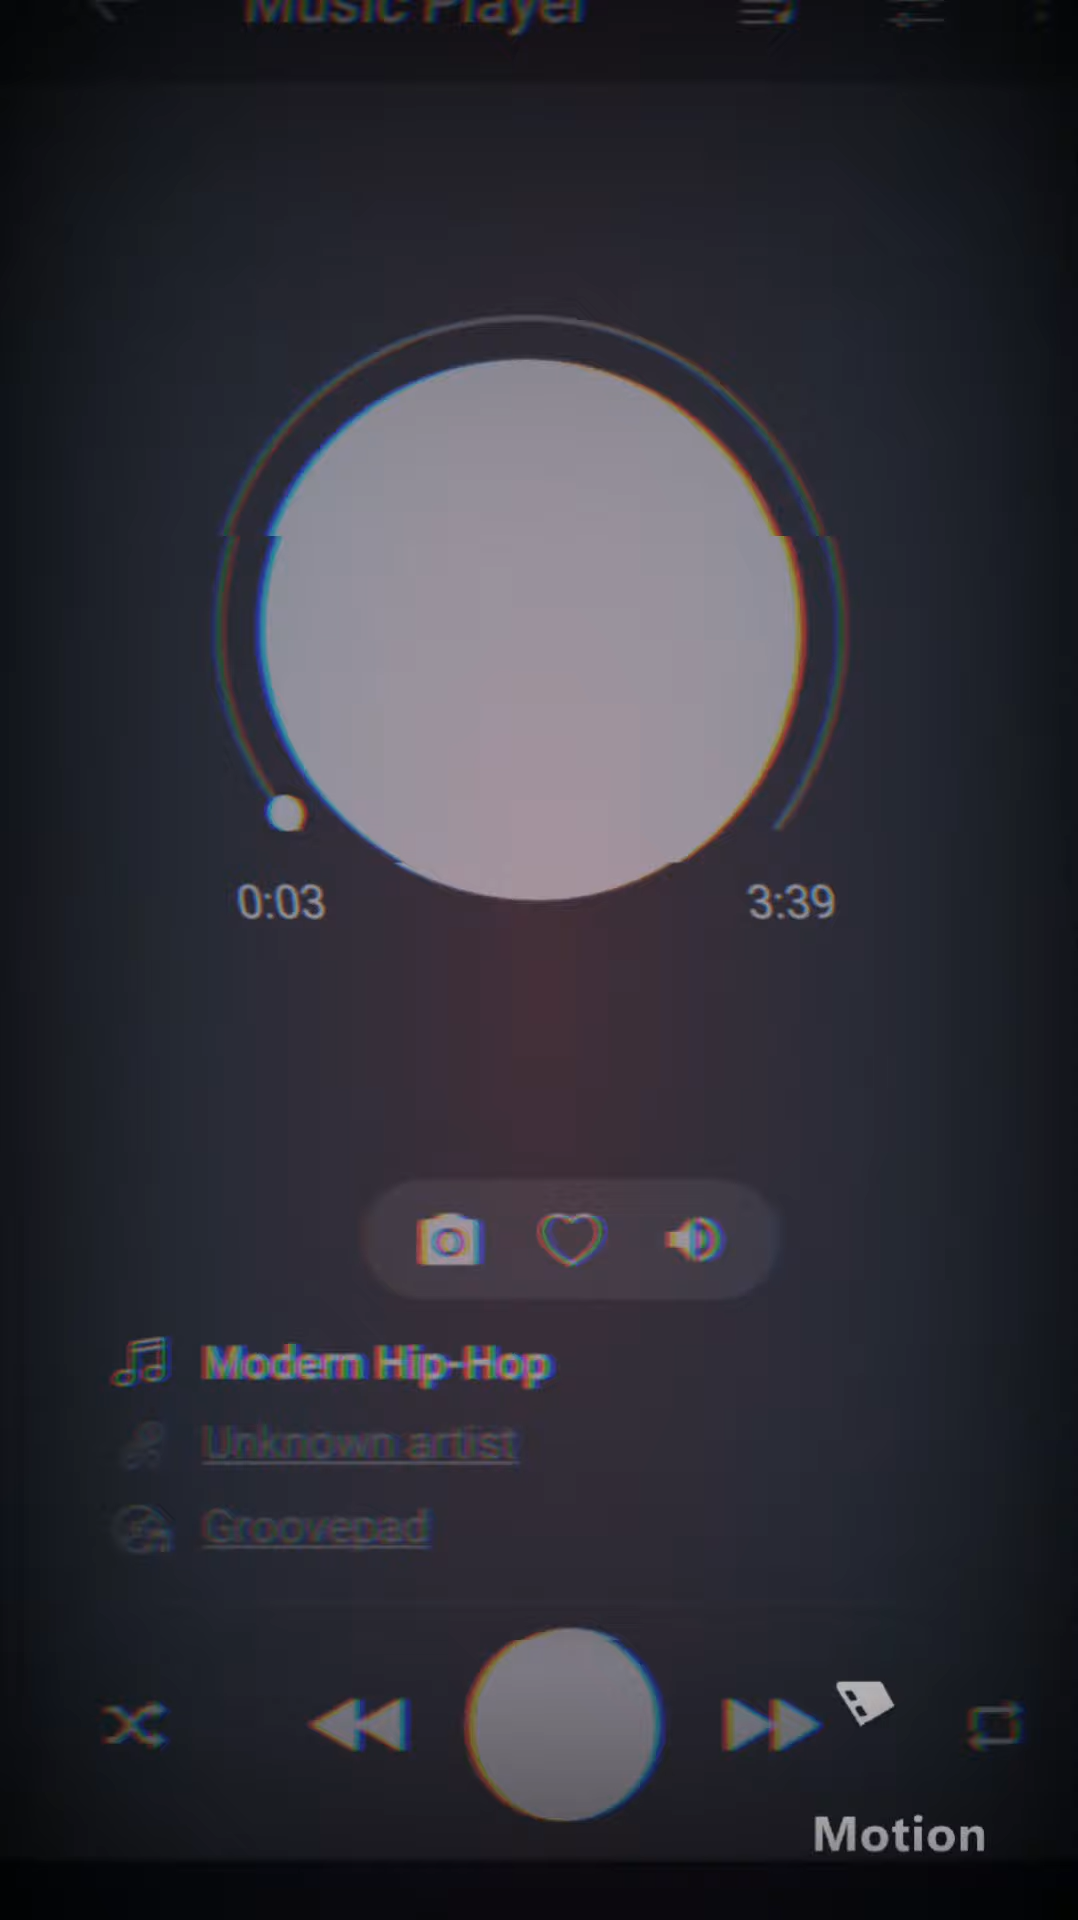 Music Player
0:03
3:39
Modern Hip-Hop
Unknown artist
Groovepad
Motion